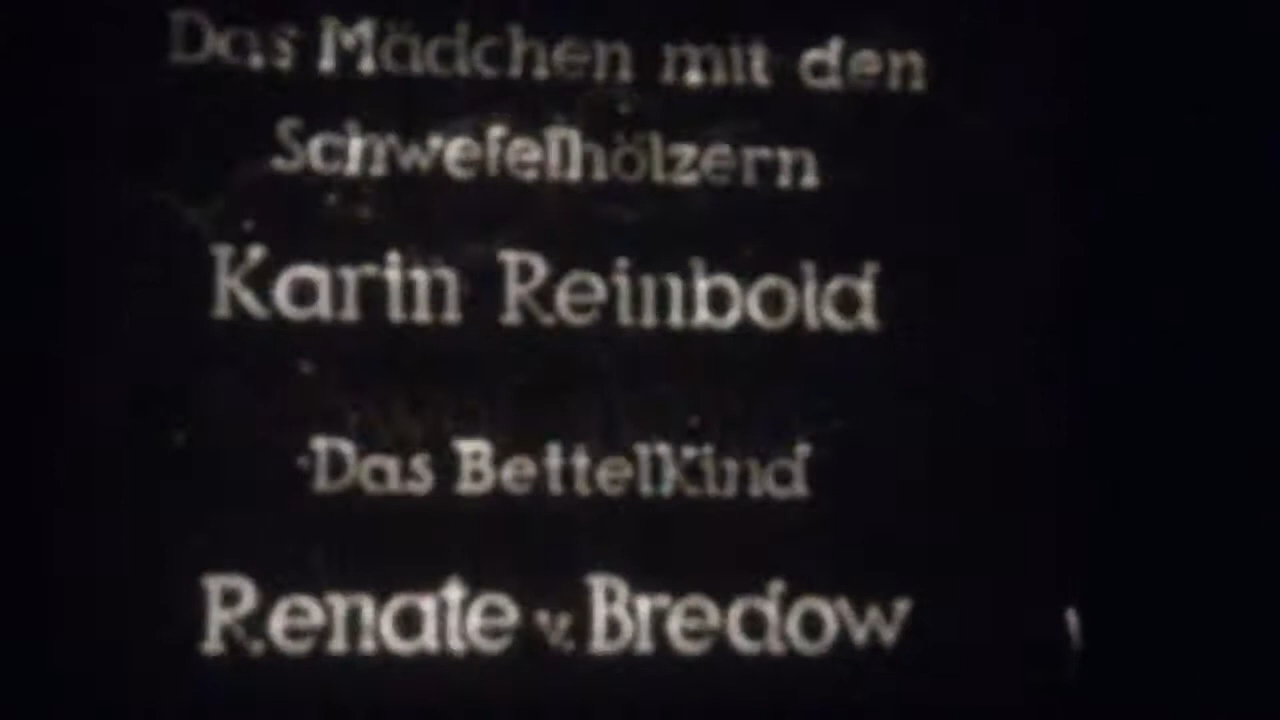 Das Mädchen mit den
Schwefelhölzern
Karin Reinbold
Das Bettelkind
Renate v. Bredow